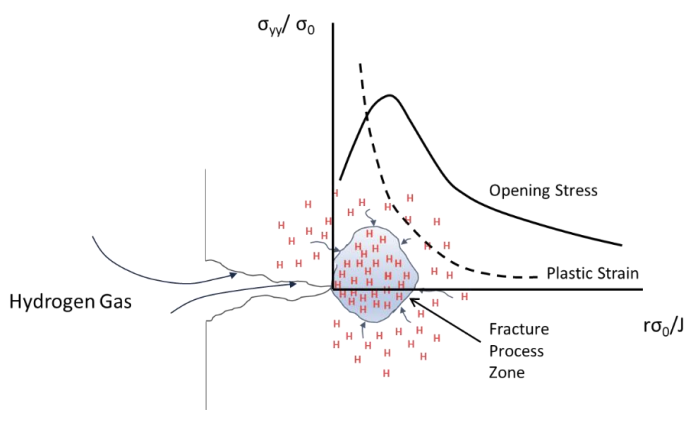 σyy/ σ0
Opening Stress
Plastic Strain
Hydrogen Gas
rσ0/J
Fracture
Process
Zone
H H H H H H H H H H H H H H H H H H H H H H H H H H H H H H H H H H H H H H H H H H H H H H H H H H H H H H